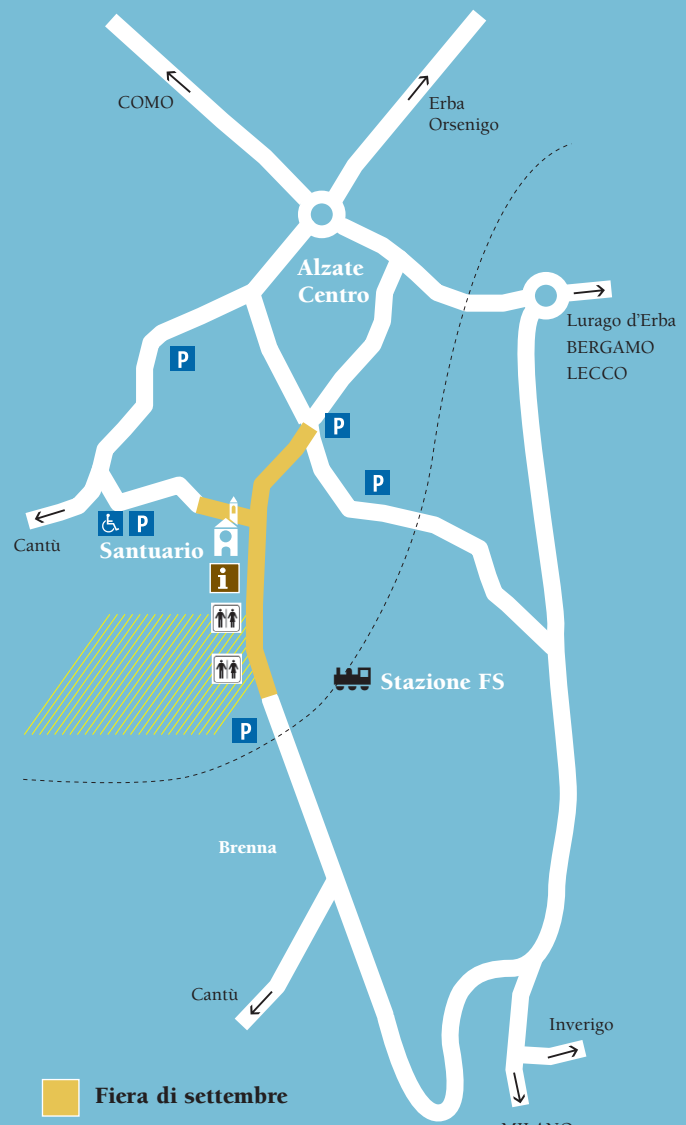 COMO
Erba
Orsenigo
Alzate
Centro
Lurago d'Erba
BERGAMO
LECCO
P
P
P
Cantù
P
Santuario
i
Stazione FS
P
Brenna
Cantù
Inverigo
Fiera di settembre
MILANO